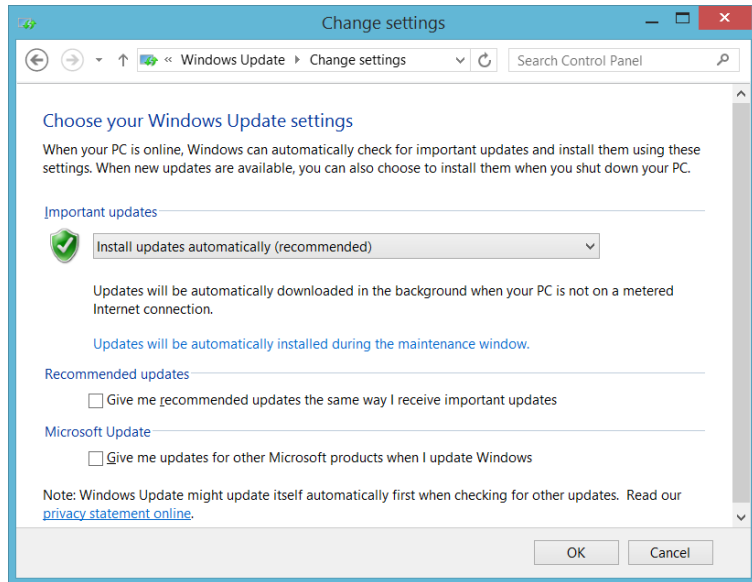 Change settings
« Windows Update Change settings
Search Control Panel
Choose your Windows Update settings
When your PC is online, Windows can automatically check for important updates and install them using these
settings. When new updates are available, you can also choose to install them when you shut down your PC.
Important updates
Install updates automatically (recommended)
Updates will be automatically downloaded in the background when your PC is not on a metered
Internet connection.
Updates will be automatically installed during the maintenance window.
Recommended updates
Give me recommended updates the same way I receive important updates
Microsoft Update
Give me updates for other Microsoft products when I update Windows
Note: Windows Update might update itself automatically first when checking for other updates. Read our
privacy statement online.
OK
Cancel